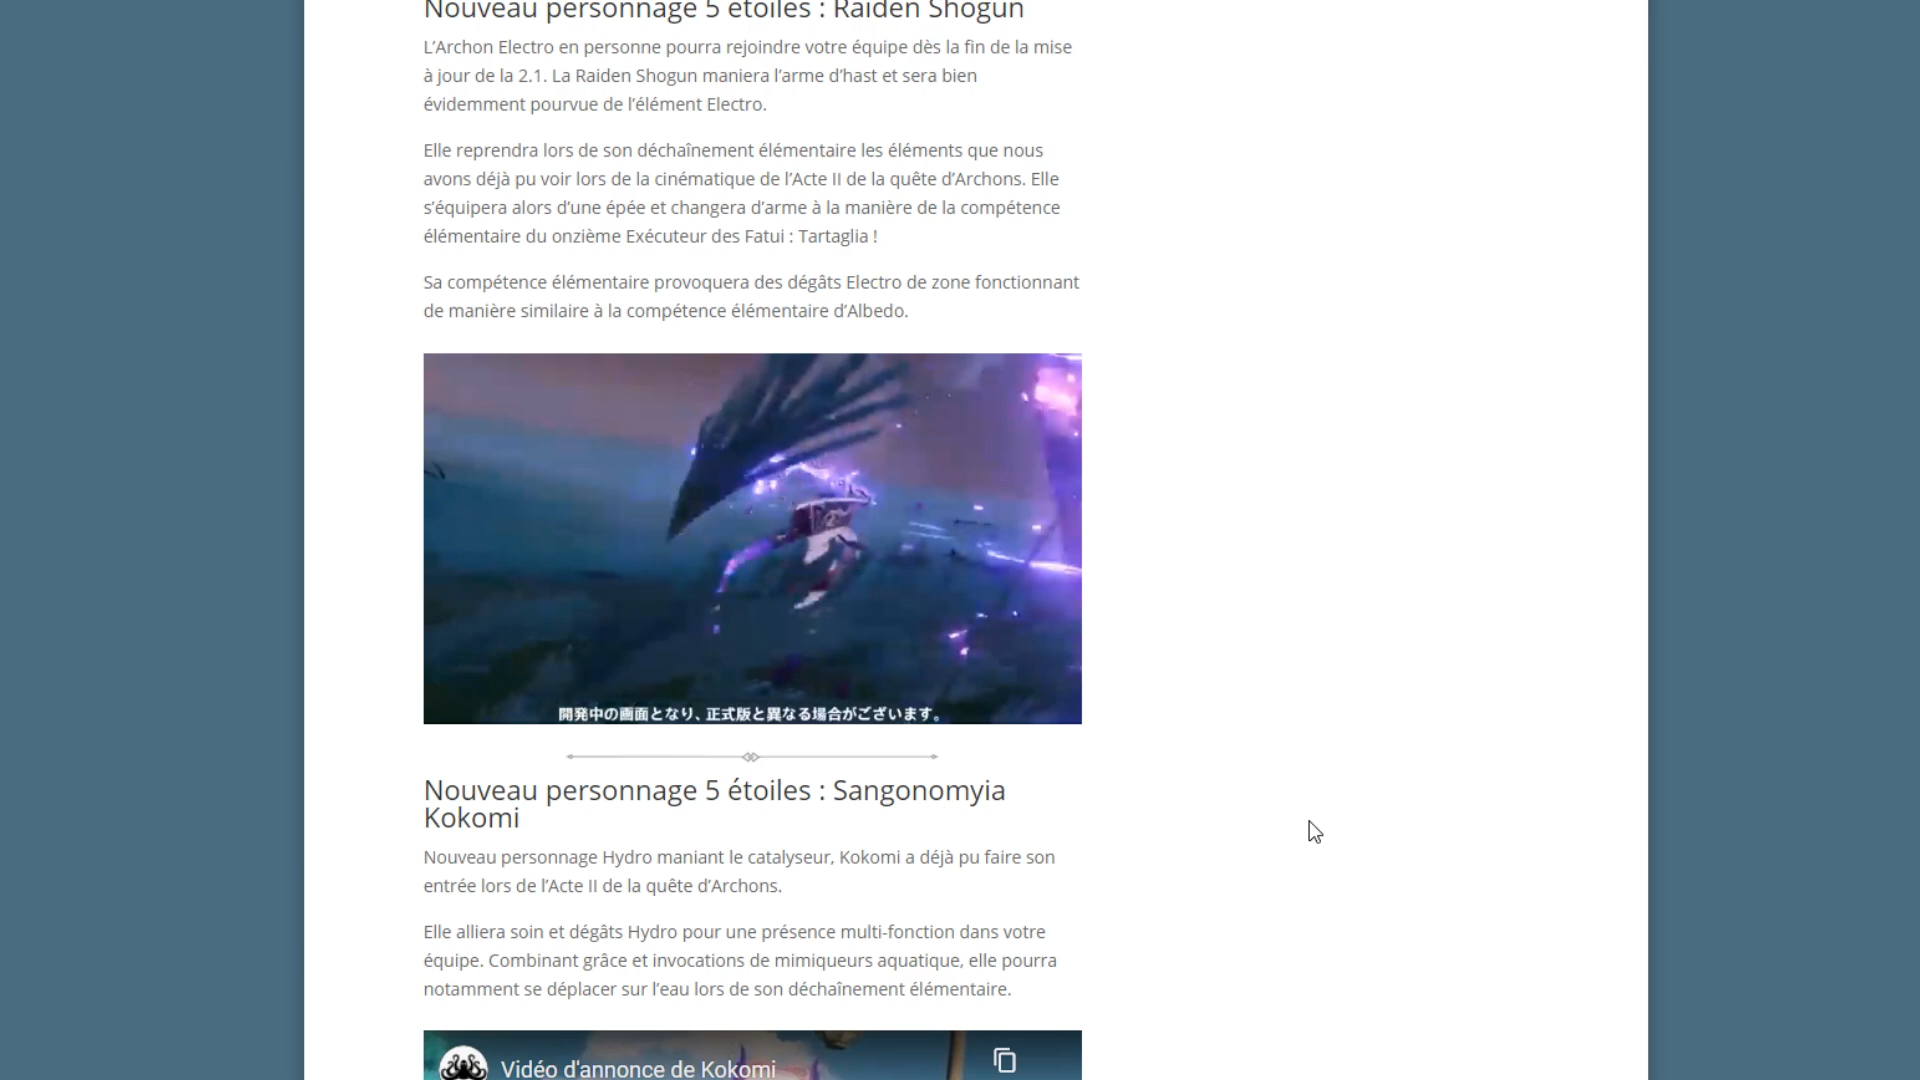 Nouveau personnage 5 étoiles : Raiden Shogun
L’Archon Electro en personne pourra rejoindre votre équipe dès la fin de la mise
à jour de la 2.1. La Raiden Shogun maniera l’arme d’hast et sera bien
évidemment pourvue de l’élément Electro.
Elle reprendra lors de son déchaînement élémentaire les éléments que nous
avons déjà pu voir lors de la cinématique de l’Acte II de la quête d’Archons. Elle
s’équipera alors d’une épée et changera d’arme à la manière de la compétence
élémentaire du onzième Exécuteur des Fatui : Tartaglia !
Sa compétence élémentaire provoquera des dégâts Electro de zone fonctionnant
de manière similaire à la compétence élémentaire d’Albedo.
開発中の画面となり、正式版と異なる場合がございます。
Nouveau personnage 5 étoiles : Sangonomyia
Kokomi
Nouveau personnage Hydro maniant le catalyseur, Kokomi a déjà pu faire son
entrée lors de l’Acte II de la quête d’Archons.
Elle alliera soin et dégâts Hydro pour une présence multi-fonction dans votre
équipe. Combinant grâce et invocations de mimiqueurs aquatique, elle pourra
notamment se déplacer sur l’eau lors de son déchaînement élémentaire.
Vidéo d'annonce de Kokomi